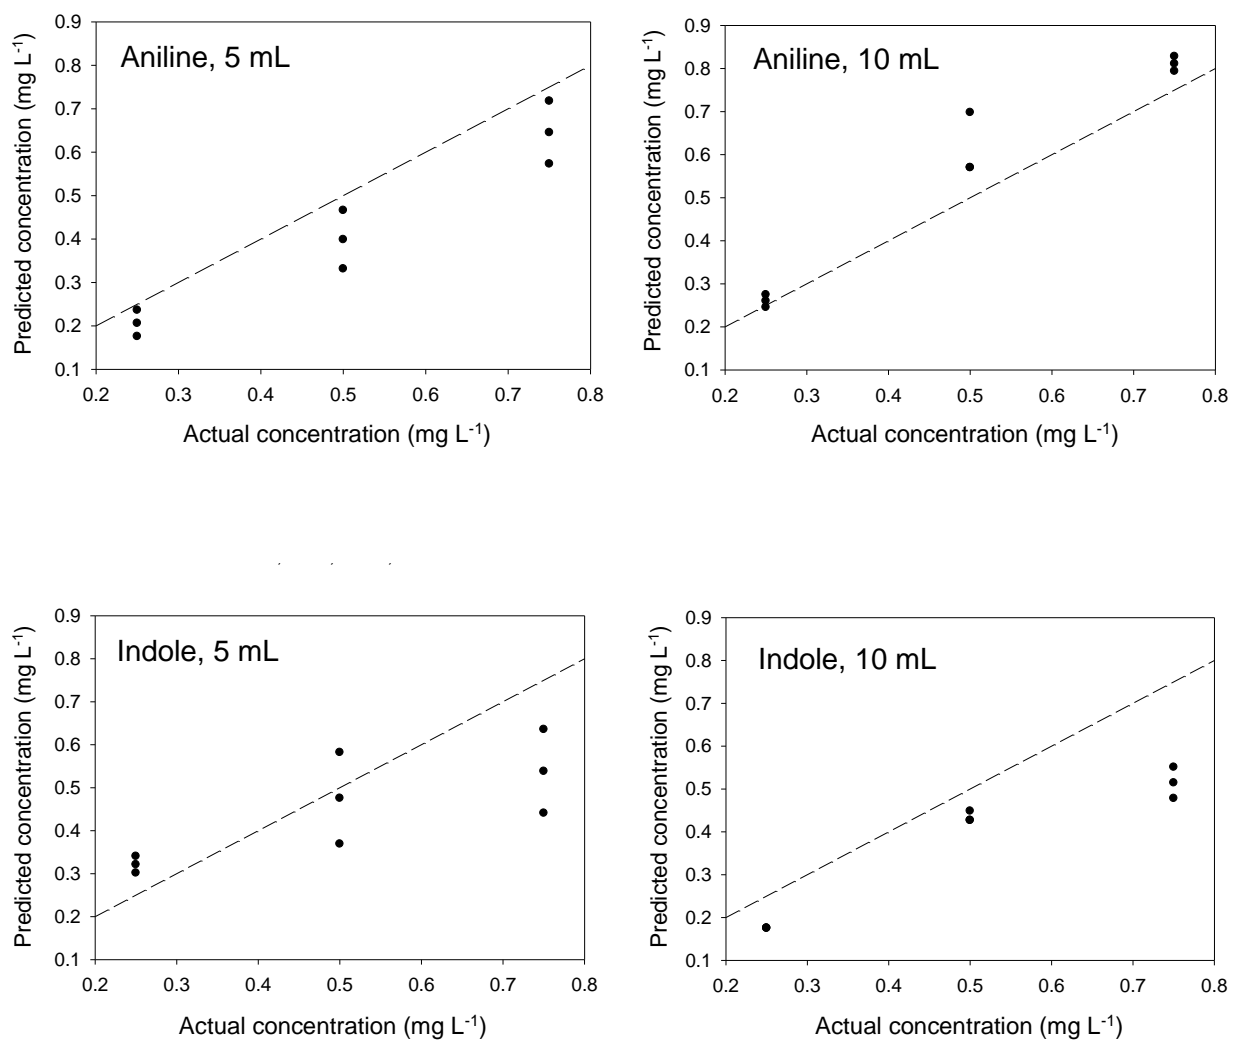 Aniline, 5 mL
0.9
0.8
0.7
0.6
0.5
0.4
0.3
0.2
0.1
Predicted concentration (mg L-1)
0.2 0.3 0.4 0.5 0.6 0.7 0.8
Actual concentration (mg L-1)
Aniline, 10 mL
0.9
0.8
0.7
0.6
0.5
0.4
0.3
0.2
0.1
Predicted concentration (mg L-1)
0.2 0.3 0.4 0.5 0.6 0.7 0.8
Actual concentration (mg L-1)
Indole, 5 mL
0.9
0.8
0.7
0.6
0.5
0.4
0.3
0.2
0.1
Predicted concentration (mg L-1)
0.2 0.3 0.4 0.5 0.6 0.7 0.8
Actual concentration (mg L-1)
Indole, 10 mL
0.9
0.8
0.7
0.6
0.5
0.4
0.3
0.2
0.1
Predicted concentration (mg L-1)
0.2 0.3 0.4 0.5 0.6 0.7 0.8
Actual concentration (mg L-1)